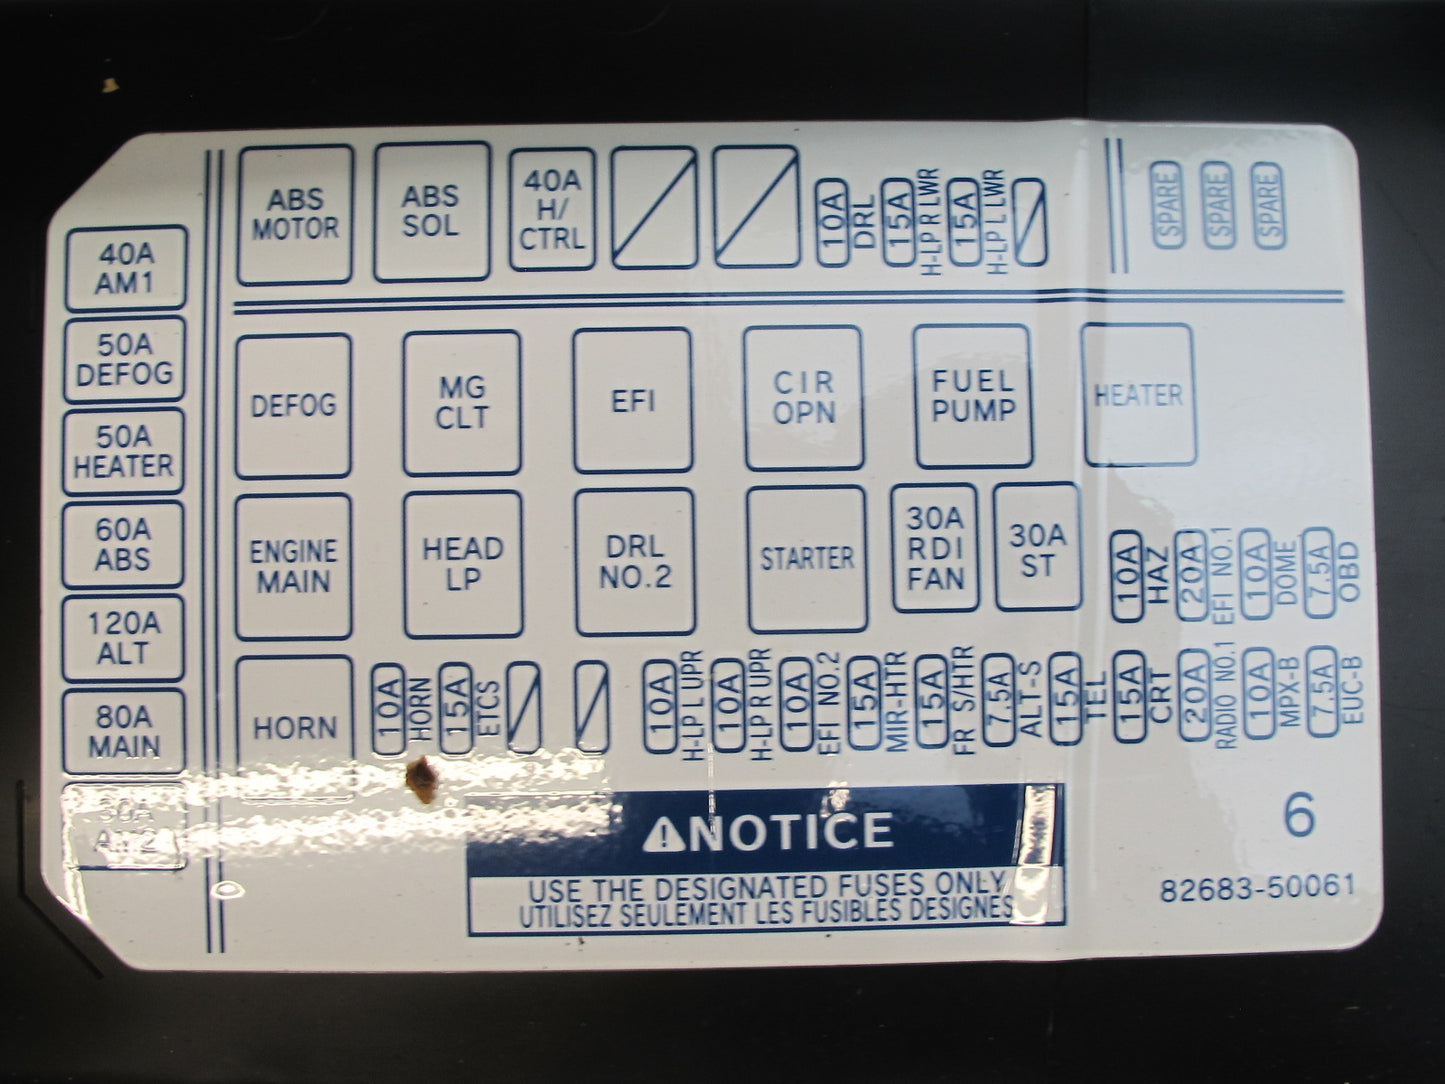 40A
AM1
50A
DEFOG
50A
HEATER
60A
ABS
120A
ALT
80A
MAIN
AM2
ABS
MOTOR
ABS
SOL
40A
H/
CTRL
10A
DRL
15A
H-LP R LWR
15A
H-LP L LWR
SPARE
SPARE
SPARE
DEFOG
MG
CLT
EFI
CIR
OPN
FUEL
PUMP
HEATER
ENGINE
MAIN
HEAD
LP
DRL
NO.2
STARTER
30A
RDI
FAN
30A
ST
10A
HAZ
20A
EFI NO.1
10A
DOME
7.5A
OBD
HORN
10A
HORN
15A
ETCS
10A
H-LP L UPR
10A
H-LP R UPR
10A
EFI NO.2
15A
MIR-HTR
15A
FR S/HTR
7.5A
ALT-S
15A
TEL
15A
CRT
20A
RADIO NO.1
10A
MPX-B
7.5A
EUC-B
⚠NOTICE
USE THE DESIGNATED FUSES ONLY
UTILISEZ SEULEMENT LES FUSIBLES DESIGNES
6
82683-50061